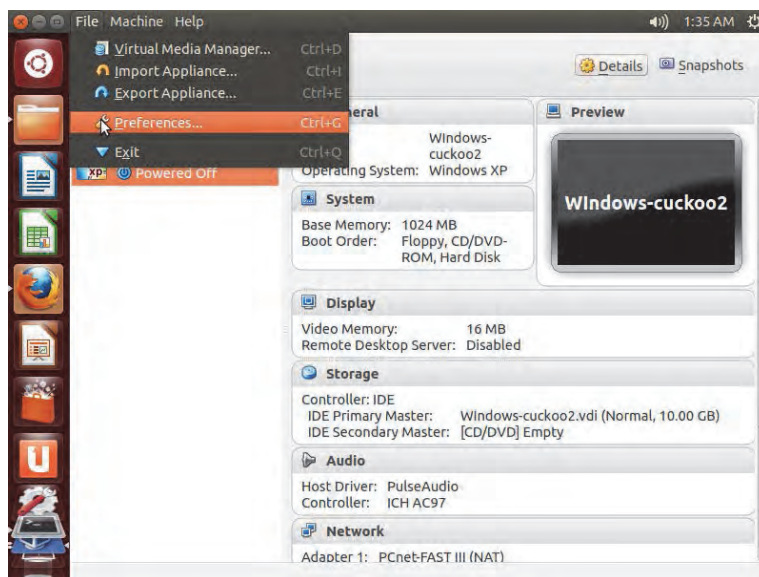 File Machine Help 1:35 AM
Virtual Media Manager... Ctrl+D
Import Appliance... Ctrl+I
Export Appliance... Ctrl+E
Preferences... Ctrl+G
Exit Ctrl+Q
XP Powered Off
Details Snapshots
eral
WIndows-
cuckoo2
Operating System: Windows XP
System
Base Memory: 1024 MB
Boot Order: Floppy, CD/DVD-
ROM, Hard Disk
Preview
WIndows-cuckoo2
Display
Video Memory: 16 MB
Remote Desktop Server: Disabled
Storage
Controller: IDE
IDE Primary Master: WIndows-cuckoo2.vdi (Normal, 10.00 GB)
IDE Secondary Master: [CD/DVD] Empty
Audio
Host Driver: PulseAudio
Controller: ICH AC97
Network
Adapter 1: PCnet-FAST III (NAT)